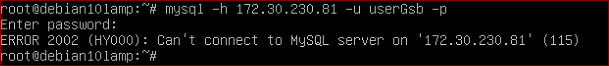 root@debian10lamp:~# mysql -h 172.30.230.81 -u userGsb -p
Enter password:
ERROR 2002 (HY000): Can't connect to MySQL server on '172.30.230.81' (115)
root@debian10lamp:~#